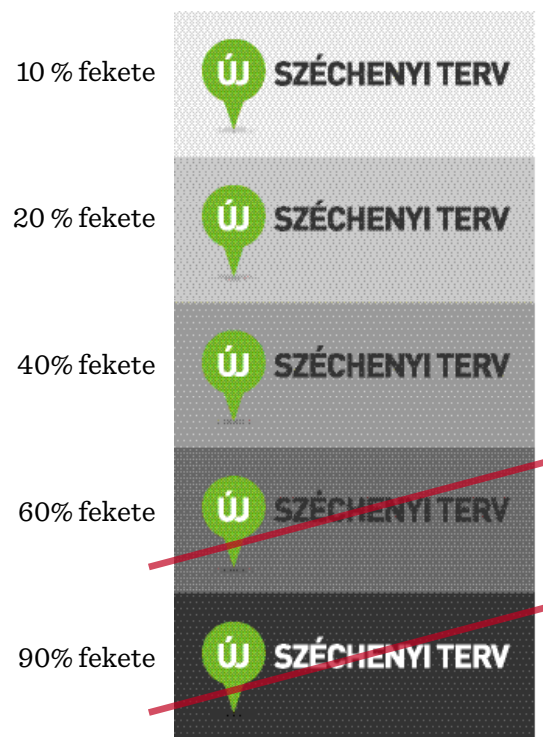 10 % fekete ÚJ SZÉCHENYI TERV
20 % fekete ÚJ SZÉCHENYI TERV
40% fekete ÚJ SZÉCHENYI TERV
60% fekete ÚJ SZÉCHENYI TERV
90% fekete ÚJ SZÉCHENYI TERV